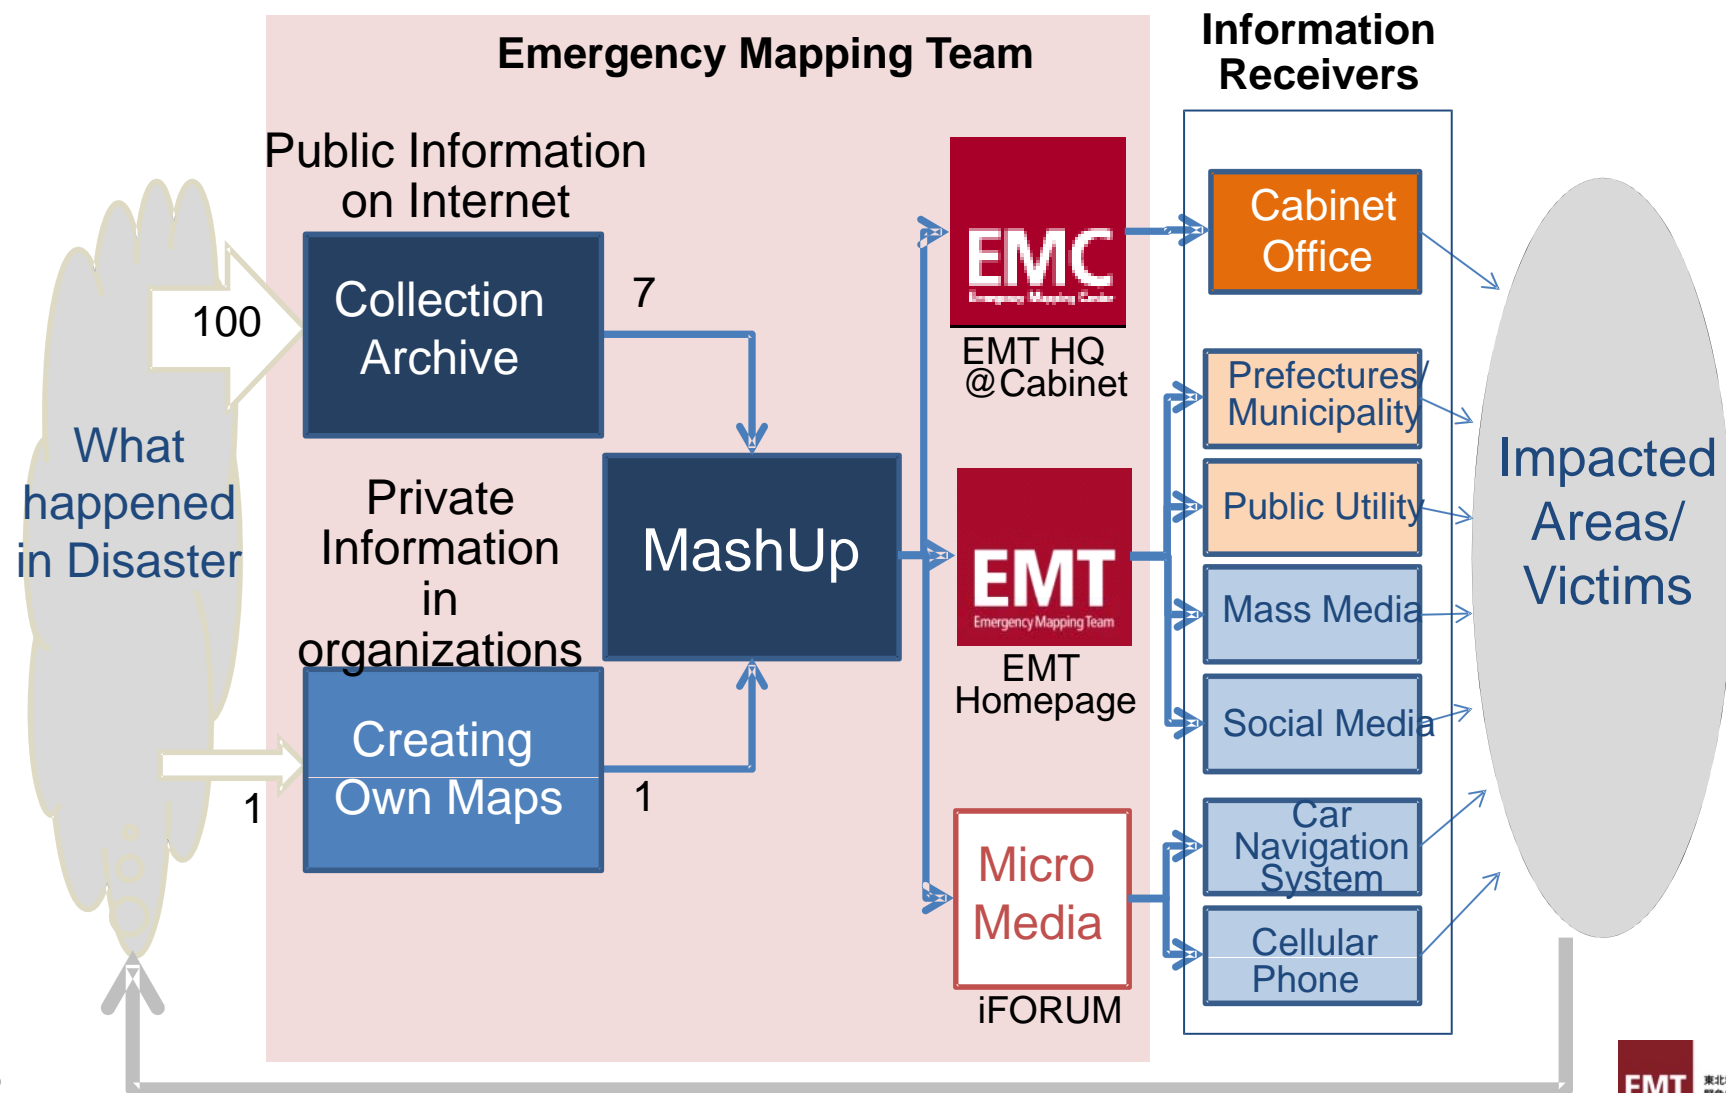 Emergency Mapping Team
Information
Receivers
Public Information
on Internet
Collection
Archive
100
7
What
happened
in Disaster
Private
Information
in
organizations
Creating
Own Maps
1
1
MashUp
EMC
Emergency Mapping Center
EMT HQ
@Cabinet
EMT
Emergency Mapping Team
EMT
Homepage
Micro
Media
iFORUM
Cabinet
Office
Prefectures/
Municipality
Public Utility
Mass Media
Social Media
Car
Navigation
System
Cellular
Phone
Impacted
Areas/
Victims
EMT